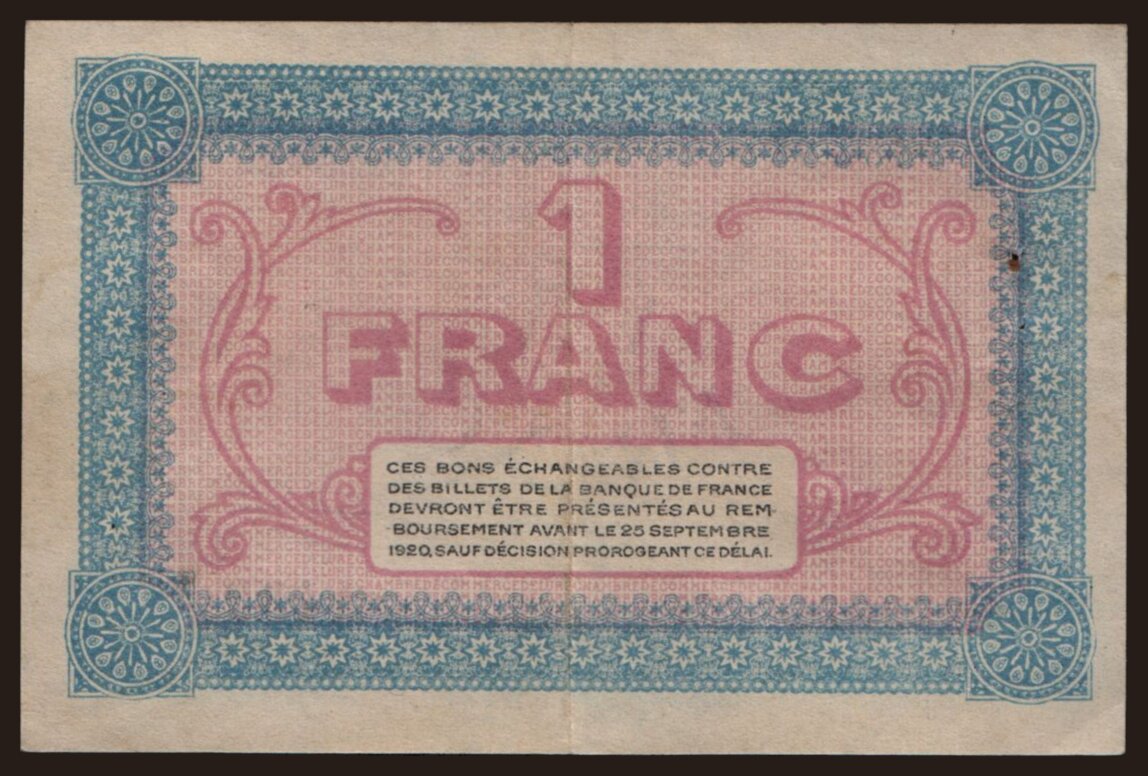 1
FRANC
CES BONS ÉCHANGEABLES CONTRE
DES BILLETS DE LA BANQUE DE FRANCE
DEVRONT ÊTRE PRÉSENTÉS AU REM-
-BOURSEMENT AVANT LE 25 SEPTEMBRE
1920, SAUF DÉCISION PROROGEANT CE DÉLAI.